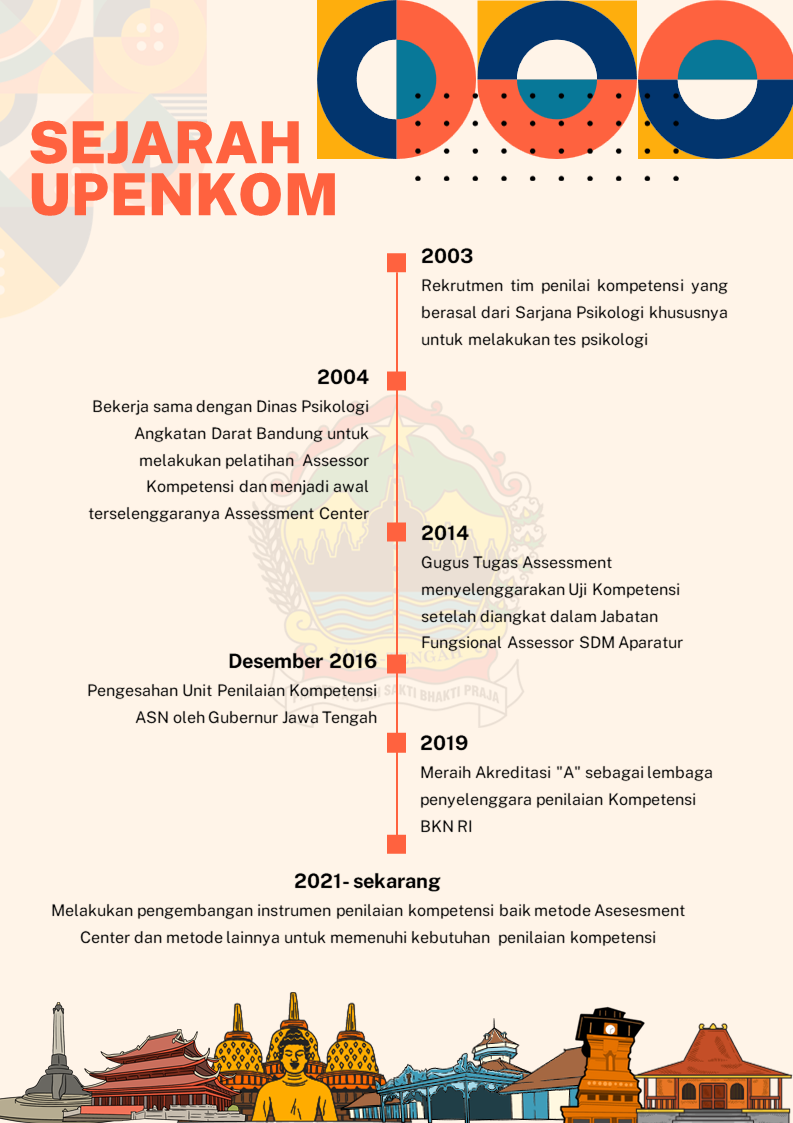 SEJARAH
UPENKOM
2003
Rekrutmen tim penilai kompetensi yang
berasal dari Sarjana Psikologi khususnya
untuk melakukan tes psikologi
2004
Bekerja sama dengan Dinas Psikologi
Angkatan Darat Bandung untuk
melakukan pelatihan Assessor
Kompetensi dan menjadi awal
terselenggaranya Assessment Center
2014
Gugus Tugas Assessment
menyelenggarakan Uji Kompetensi
setelah diangkat dalam Jabatan
Fungsional Assessor SDM Aparatur
Desember 2016
Pengesahan Unit Penilaian Kompetensi
ASN oleh Gubernur Jawa Tengah
2019
Meraih Akreditasi "A" sebagai lembaga
penyelenggara penilaian Kompetensi
BKN RI
2021- sekarang
Melakukan pengembangan instrumen penilaian kompetensi baik metode Asesesment
Center dan metode lainnya untuk memenuhi kebutuhan penilaian kompetensi
SAKTI BHAKTI PRAJA